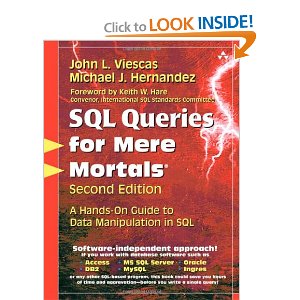 Click to LOOK INSIDE!
John L. Viescas
Michael J. Hernandez
Foreword by Keith W. Hare
Convenor, International SQL Standards Committee
SQL Queries
for Mere
Mortals®
Second Edition
A Hands-On Guide to
Data Manipulation in SQL
Software-independent approach!
If you work with database software such as
Access • MS SQL Server • Oracle
DB2 • MySQL • Ingres
or any other SQL-based program, this book could save you hours
of time and aggravation—before you write a single query!